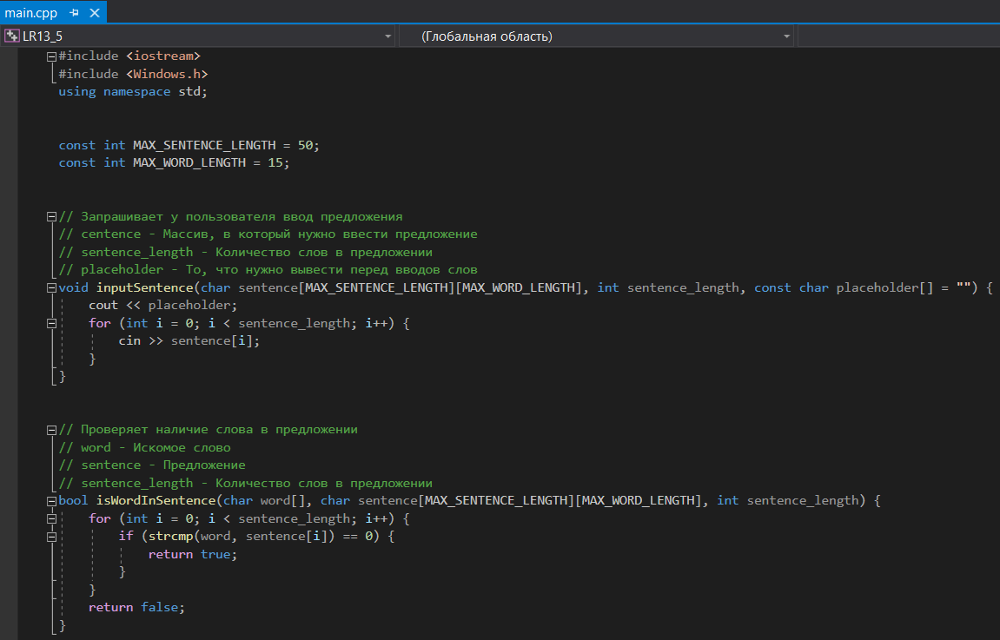 main.cpp
LR13_5 (Глобальная область)
#include <iostream>
#include <Windows.h>
using namespace std;
const int MAX_SENTENCE_LENGTH = 50;
const int MAX_WORD_LENGTH = 15;
// Запрашивает у пользователя ввод предложения
// centence - Массив, в который нужно ввести предложение
// sentence_length - Количество слов в предложении
// placeholder - То, что нужно вывести перед вводов слов
void inputSentence(char sentence[MAX_SENTENCE_LENGTH][MAX_WORD_LENGTH], int sentence_length, const char placeholder[] = "") {
cout << placeholder;
for (int i = 0; i < sentence_length; i++) {
cin >> sentence[i];
}
}
// Проверяет наличие слова в предложении
// word - Искомое слово
// sentence - Предложение
// sentence_length - Количество слов в предложении
bool isWordInSentence(char word[], char sentence[MAX_SENTENCE_LENGTH][MAX_WORD_LENGTH], int sentence_length) {
for (int i = 0; i < sentence_length; i++) {
if (strcmp(word, sentence[i]) == 0) {
return true;
}
}
return false;
}